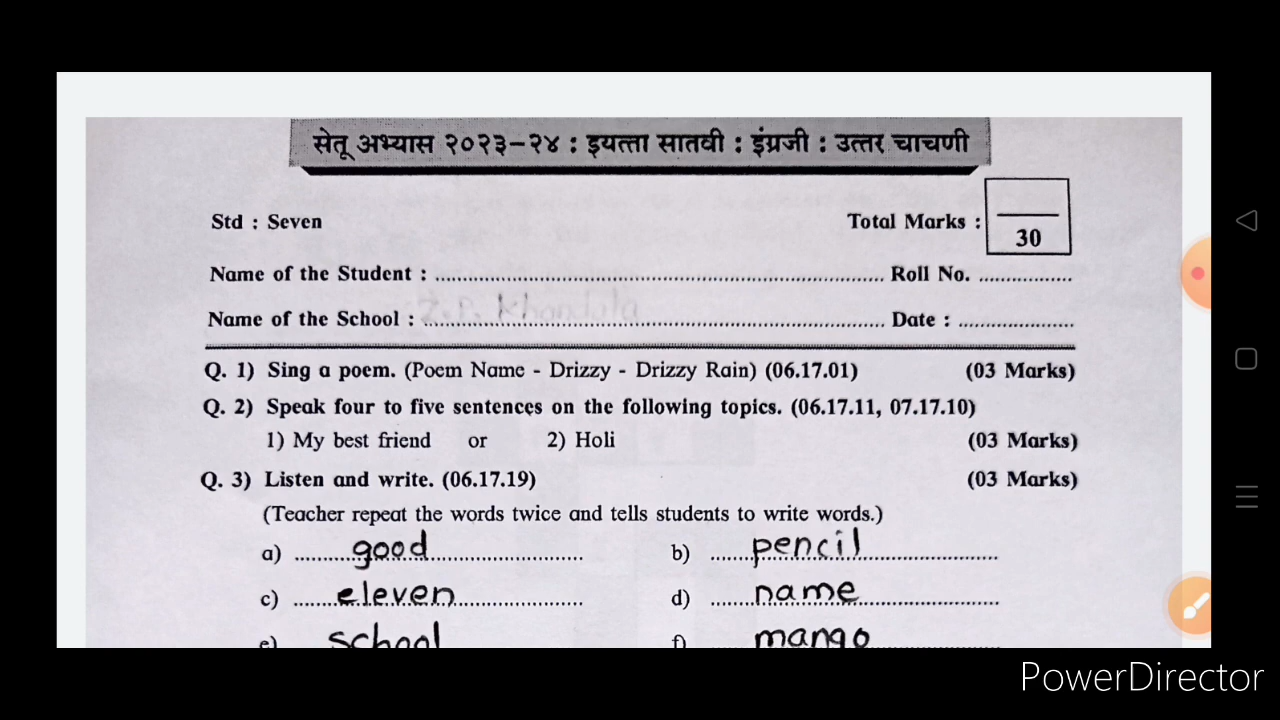 सेतू अभ्यास २०२३-२४ : इयत्ता सातवी : इंग्रजी : उत्तर चाचणी
Std : Seven Total Marks : 30
Name of the Student : Roll No.
Name of the School : Date :
Q. 1) Sing a poem. (Poem Name - Drizzy - Drizzy Rain) (06.17.01) (03 Marks)
Q. 2) Speak four to five sentences on the following topics. (06.17.11, 07.17.10)
1) My best friend or 2) Holi (03 Marks)
Q. 3) Listen and write. (06.17.19) (03 Marks)
(Teacher repeat the words twice and tells students to write words.)
a) good b) pencil
c) eleven d) name
e) school f) mango
PowerDirector